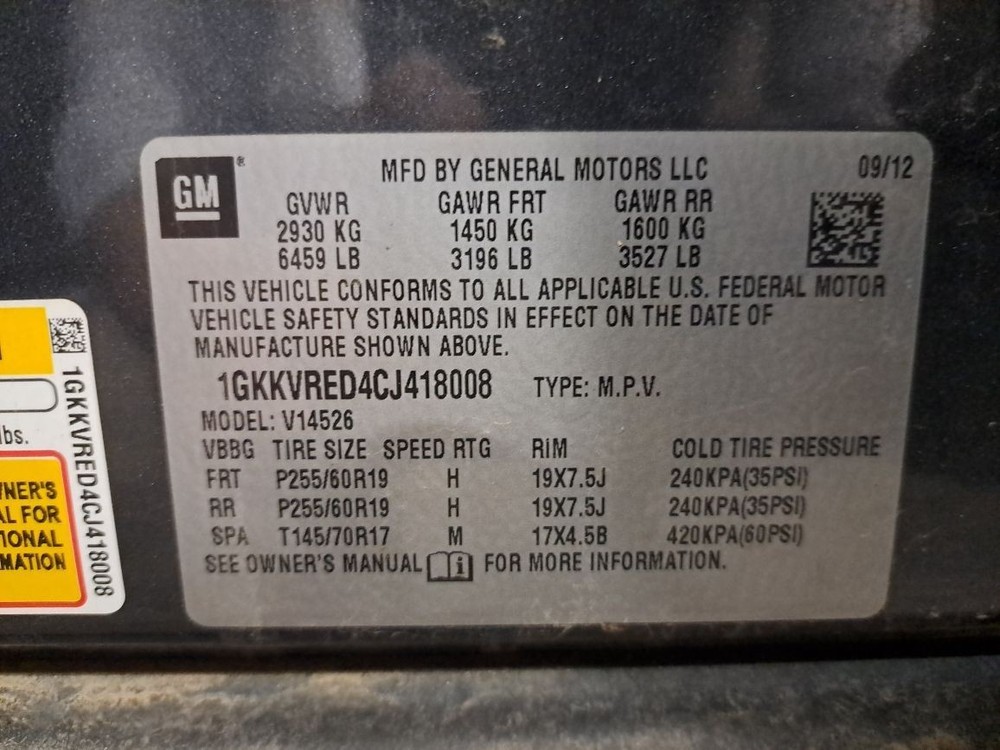 GM ®
MFD BY GENERAL MOTORS LLC 09/12
GVWR GAWR FRT GAWR RR
2930 KG 1450 KG 1600 KG
6459 LB 3196 LB 3527 LB
THIS VEHICLE CONFORMS TO ALL APPLICABLE U.S. FEDERAL MOTOR
VEHICLE SAFETY STANDARDS IN EFFECT ON THE DATE OF
MANUFACTURE SHOWN ABOVE.
1GKKVRED4CJ418008 TYPE: M.P.V.
MODEL: V14526
VBBG TIRE SIZE SPEED RTG RIM COLD TIRE PRESSURE
FRT P255/60R19 H 19X7.5J 240KPA(35PSI)
RR P255/60R19 H 19X7.5J 240KPA(35PSI)
SPA T145/70R17 M 17X4.5B 420KPA(60PSI)
SEE OWNER'S MANUAL i FOR MORE INFORMATION.
1GKKVRED4CJ418008
lbs.
NER'S
AL FOR
IONAL
MATION